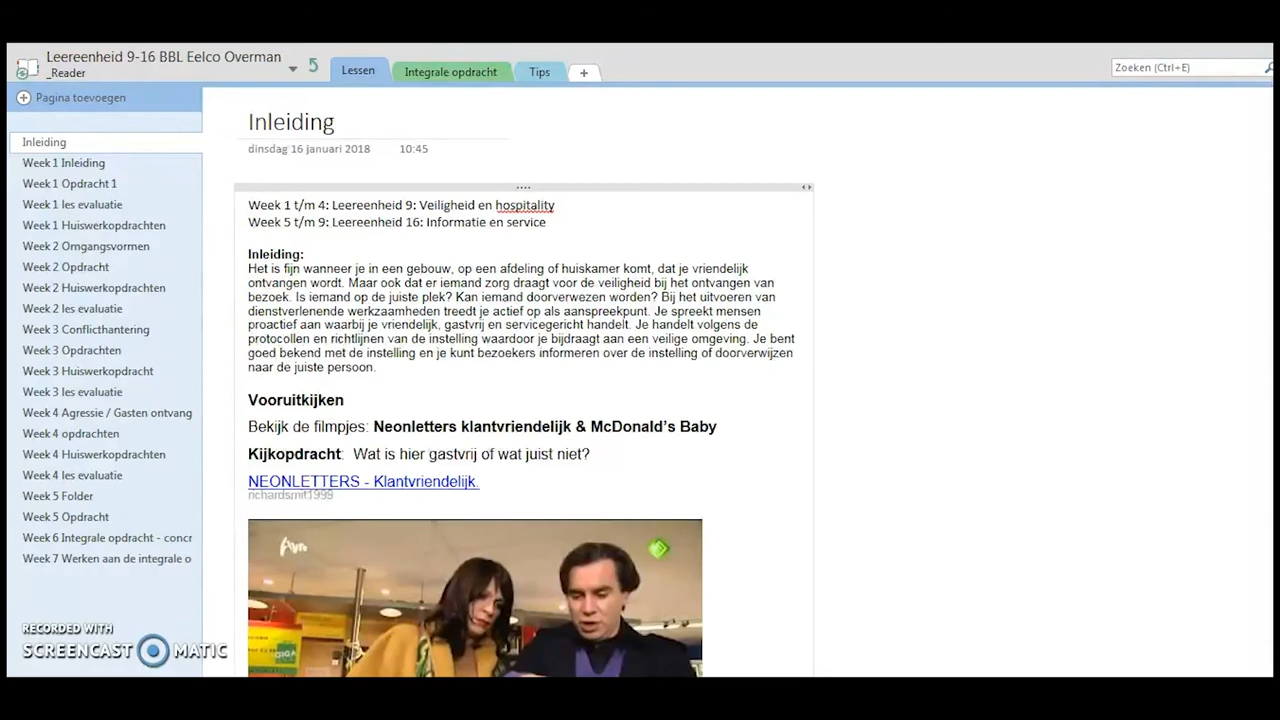 Leereenheid 9-16 BBL Eelco Overman
_Reader
Lessen
Integrale opdracht
Tips
Zoeken (Ctrl+E)
Pagina toevoegen
Inleiding
Week 1 Inleiding
Week 1 Opdracht 1
Week 1 les evaluatie
Week 1 Huiswerkopdrachten
Week 2 Omgangsvormen
Week 2 Opdracht
Week 2 Huiswerkopdrachten
Week 2 les evaluatie
Week 3 Conflicthantering
Week 3 Opdrachten
Week 3 Huiswerkopdracht
Week 3 les evaluatie
Week 4 Agressie / Gasten ontvang
Week 4 opdrachten
Week 4 Huiswerkopdrachten
Week 4 les evaluatie
Week 5 Folder
Week 5 Opdracht
Week 6 Integrale opdracht - concr
Week 7 Werken aan de integrale o
Inleiding
dinsdag 16 januari 2018 10:45
Week 1 t/m 4: Leereenheid 9: Veiligheid en hospitality
Week 5 t/m 9: Leereenheid 16: Informatie en service
Inleiding:
Het is fijn wanneer je in een gebouw, op een afdeling of huiskamer komt, dat je vriendelijk
ontvangen wordt. Maar ook dat er iemand zorg draagt voor de veiligheid bij het ontvangen van
bezoek. Is iemand op de juiste plek? Kan iemand doorverwezen worden? Bij het uitvoeren van
dienstverlenende werkzaamheden treedt je actief op als aanspreekpunt. Je spreekt mensen
proactief aan waarbij je vriendelijk, gastvrij en servicegericht handelt. Je handelt volgens de
protocollen en richtlijnen van de instelling waardoor je bijdraagt aan een veilige omgeving. Je bent
goed bekend met de instelling en je kunt bezoekers informeren over de instelling of doorverwijzen
naar de juiste persoon.
Vooruitkijken
Bekijk de filmpjes: Neonletters klantvriendelijk & McDonald's Baby
Kijkopdracht: Wat is hier gastvrij of wat juist niet?
NEONLETTERS - Klantvriendelijk.
richardsmit1999
RECORDED WITH
SCREENCAST MATIC